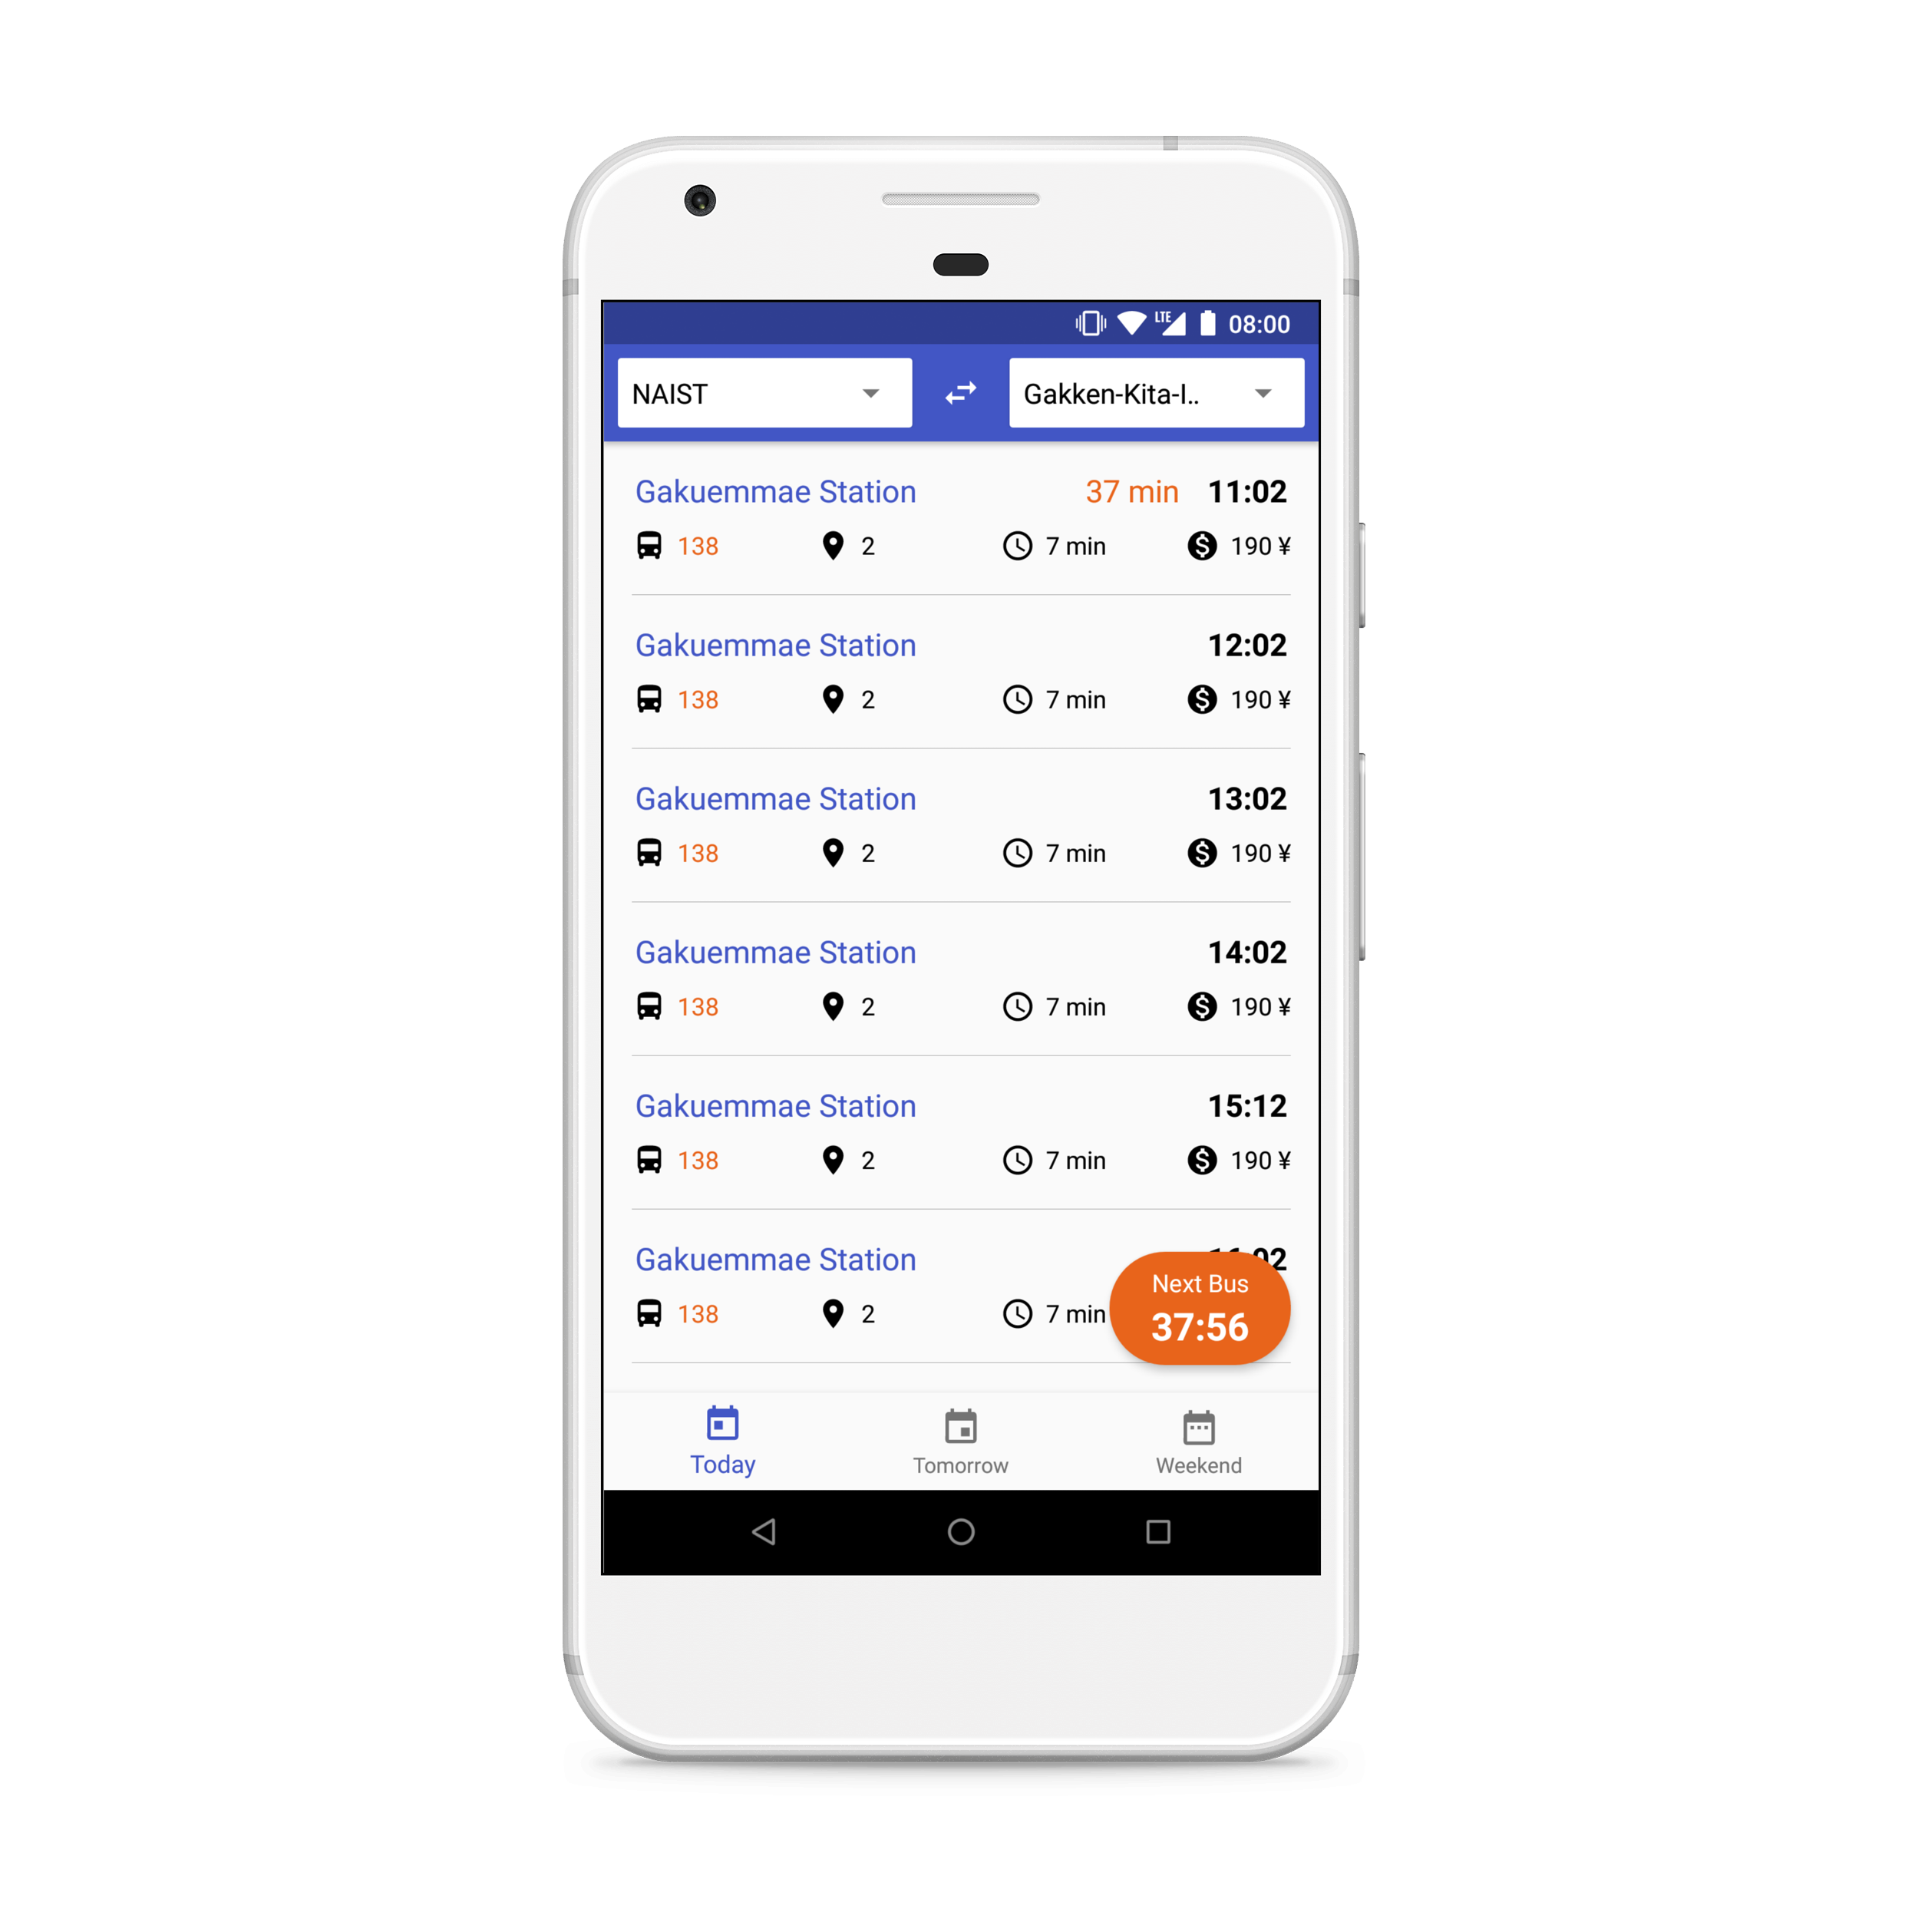 LTE 08:00
NAIST Gakken-Kita-I..
Gakuemmae Station 37 min 11:02
138 2 7 min 190 ¥
Gakuemmae Station 12:02
138 2 7 min 190 ¥
Gakuemmae Station 13:02
138 2 7 min 190 ¥
Gakuemmae Station 14:02
138 2 7 min 190 ¥
Gakuemmae Station 15:12
138 2 7 min 190 ¥
Gakuemmae Station
138 2 7 min
Next Bus
37:56
Today Tomorrow Weekend